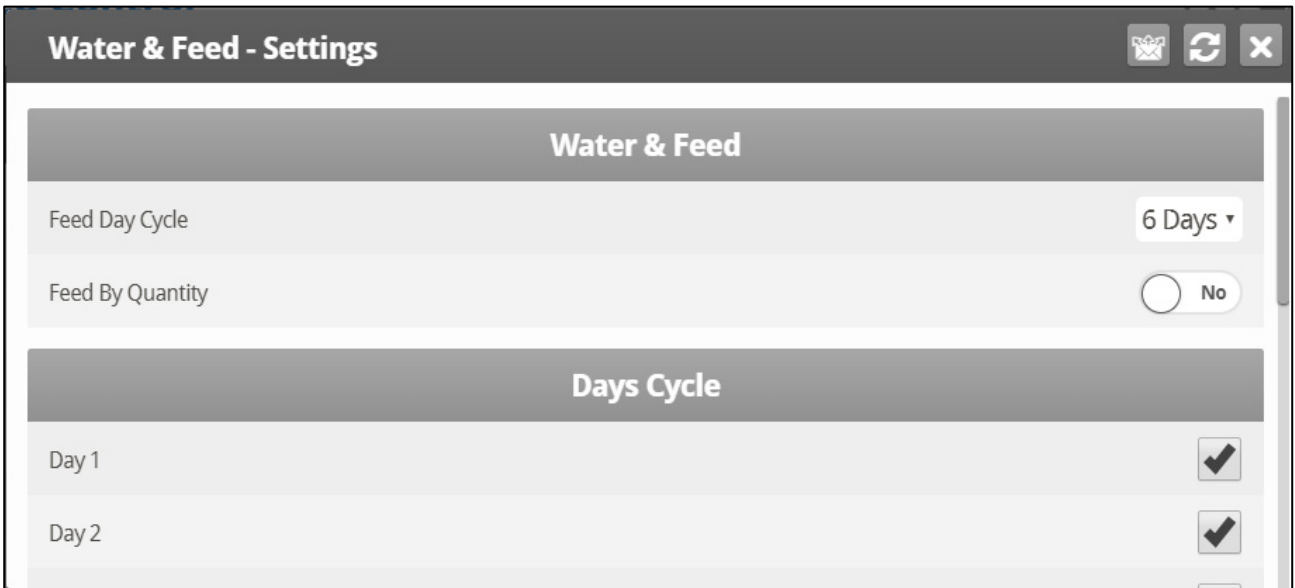 Water & Feed - Settings
Water & Feed
Feed Day Cycle
6 Days
Feed By Quantity
No
Days Cycle
Day 1
Day 2